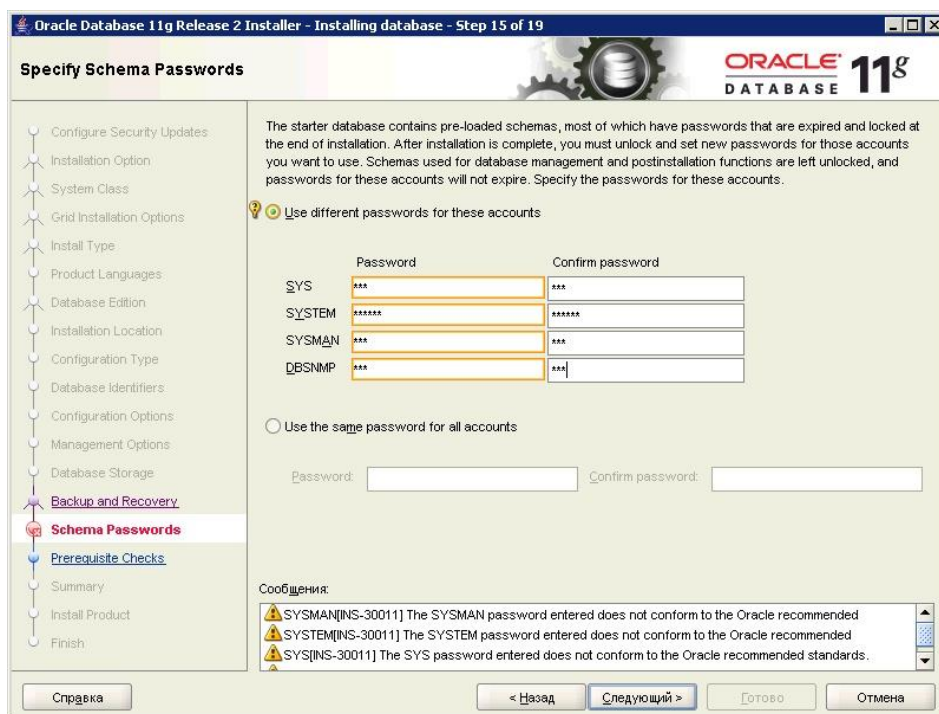 Oracle Database 11g Release 2 Installer - Installing database - Step 15 of 19
Specify Schema Passwords
ORACLE
DATABASE 11g
Configure Security Updates
Installation Option
System Class
Grid Installation Options
Install Type
Product Languages
Database Edition
Installation Location
Configuration Type
Database Identifiers
Configuration Options
Management Options
Database Storage
Backup and Recovery
Schema Passwords
Prerequisite Checks
Summary
Install Product
Finish
The starter database contains pre-loaded schemas, most of which have passwords that are expired and locked at
the end of installation. After installation is complete, you must unlock and set new passwords for those accounts
you want to use. Schemas used for database management and postinstallation functions are left unlocked, and
passwords for these accounts will not expire. Specify the passwords for these accounts.
Use different passwords for these accounts
Password Confirm password
SYS *** ***
SYSTEM ****** ******
SYSMAN *** ***
DBSNMP *** ***
Use the same password for all accounts
Password: Confirm password:
Сообщения:
SYSMAN[INS-30011] The SYSMAN password entered does not conform to the Oracle recommended
SYSTEM[INS-30011] The SYSTEM password entered does not conform to the Oracle recommended
SYS[INS-30011] The SYS password entered does not conform to the Oracle recommended standards.
Справка < Назад Следующий > Готово Отмена